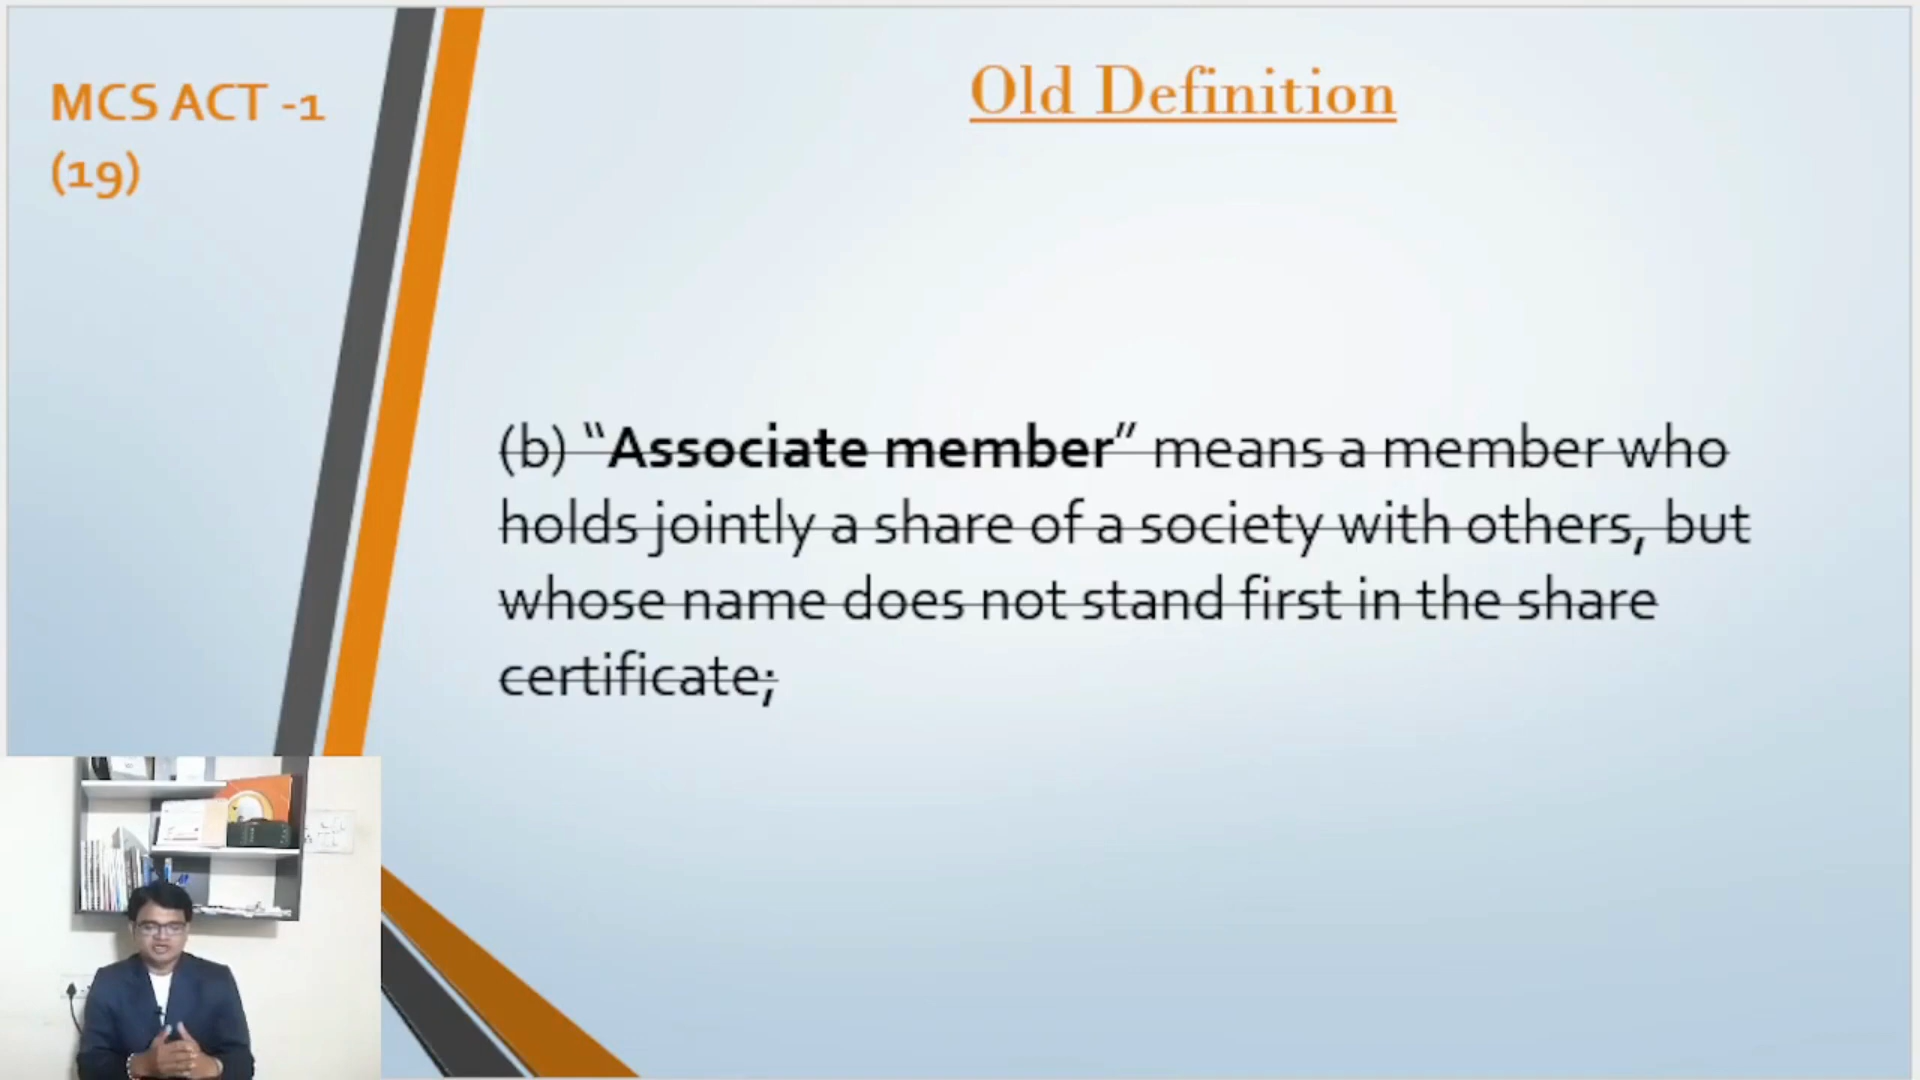 MCS ACT -1
(19)
Old Definition
(b) “Associate member” means a member who
holds jointly a share of a society with others, but
whose name does not stand first in the share
certificate;